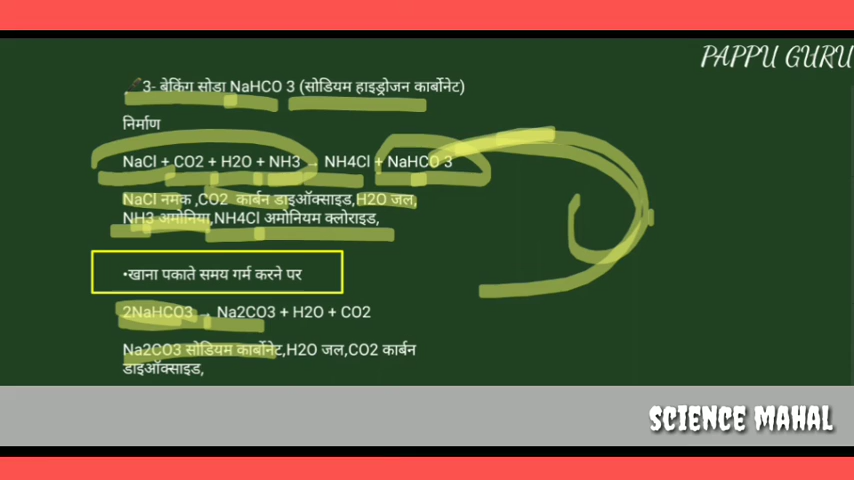 PAPPU GURU
3- बेकिंग सोडा NaHCO 3 (सोडियम हाइड्रोजन कार्बोनेट)
निर्माण
NaCl + CO2 + H2O + NH3 → NH4Cl + NaHCO 3
NaCl नमक ,CO2 कार्बन डाइऑक्साइड,H2O जल,
NH3 अमोनिया,NH4Cl अमोनियम क्लोराइड,
•खाना पकाते समय गर्म करने पर
2NaHCO3 → Na2CO3 + H2O + CO2
Na2CO3 सोडियम कार्बोनेट,H2O जल,CO2 कार्बन
डाइऑक्साइड,
SCIENCE MAHAL